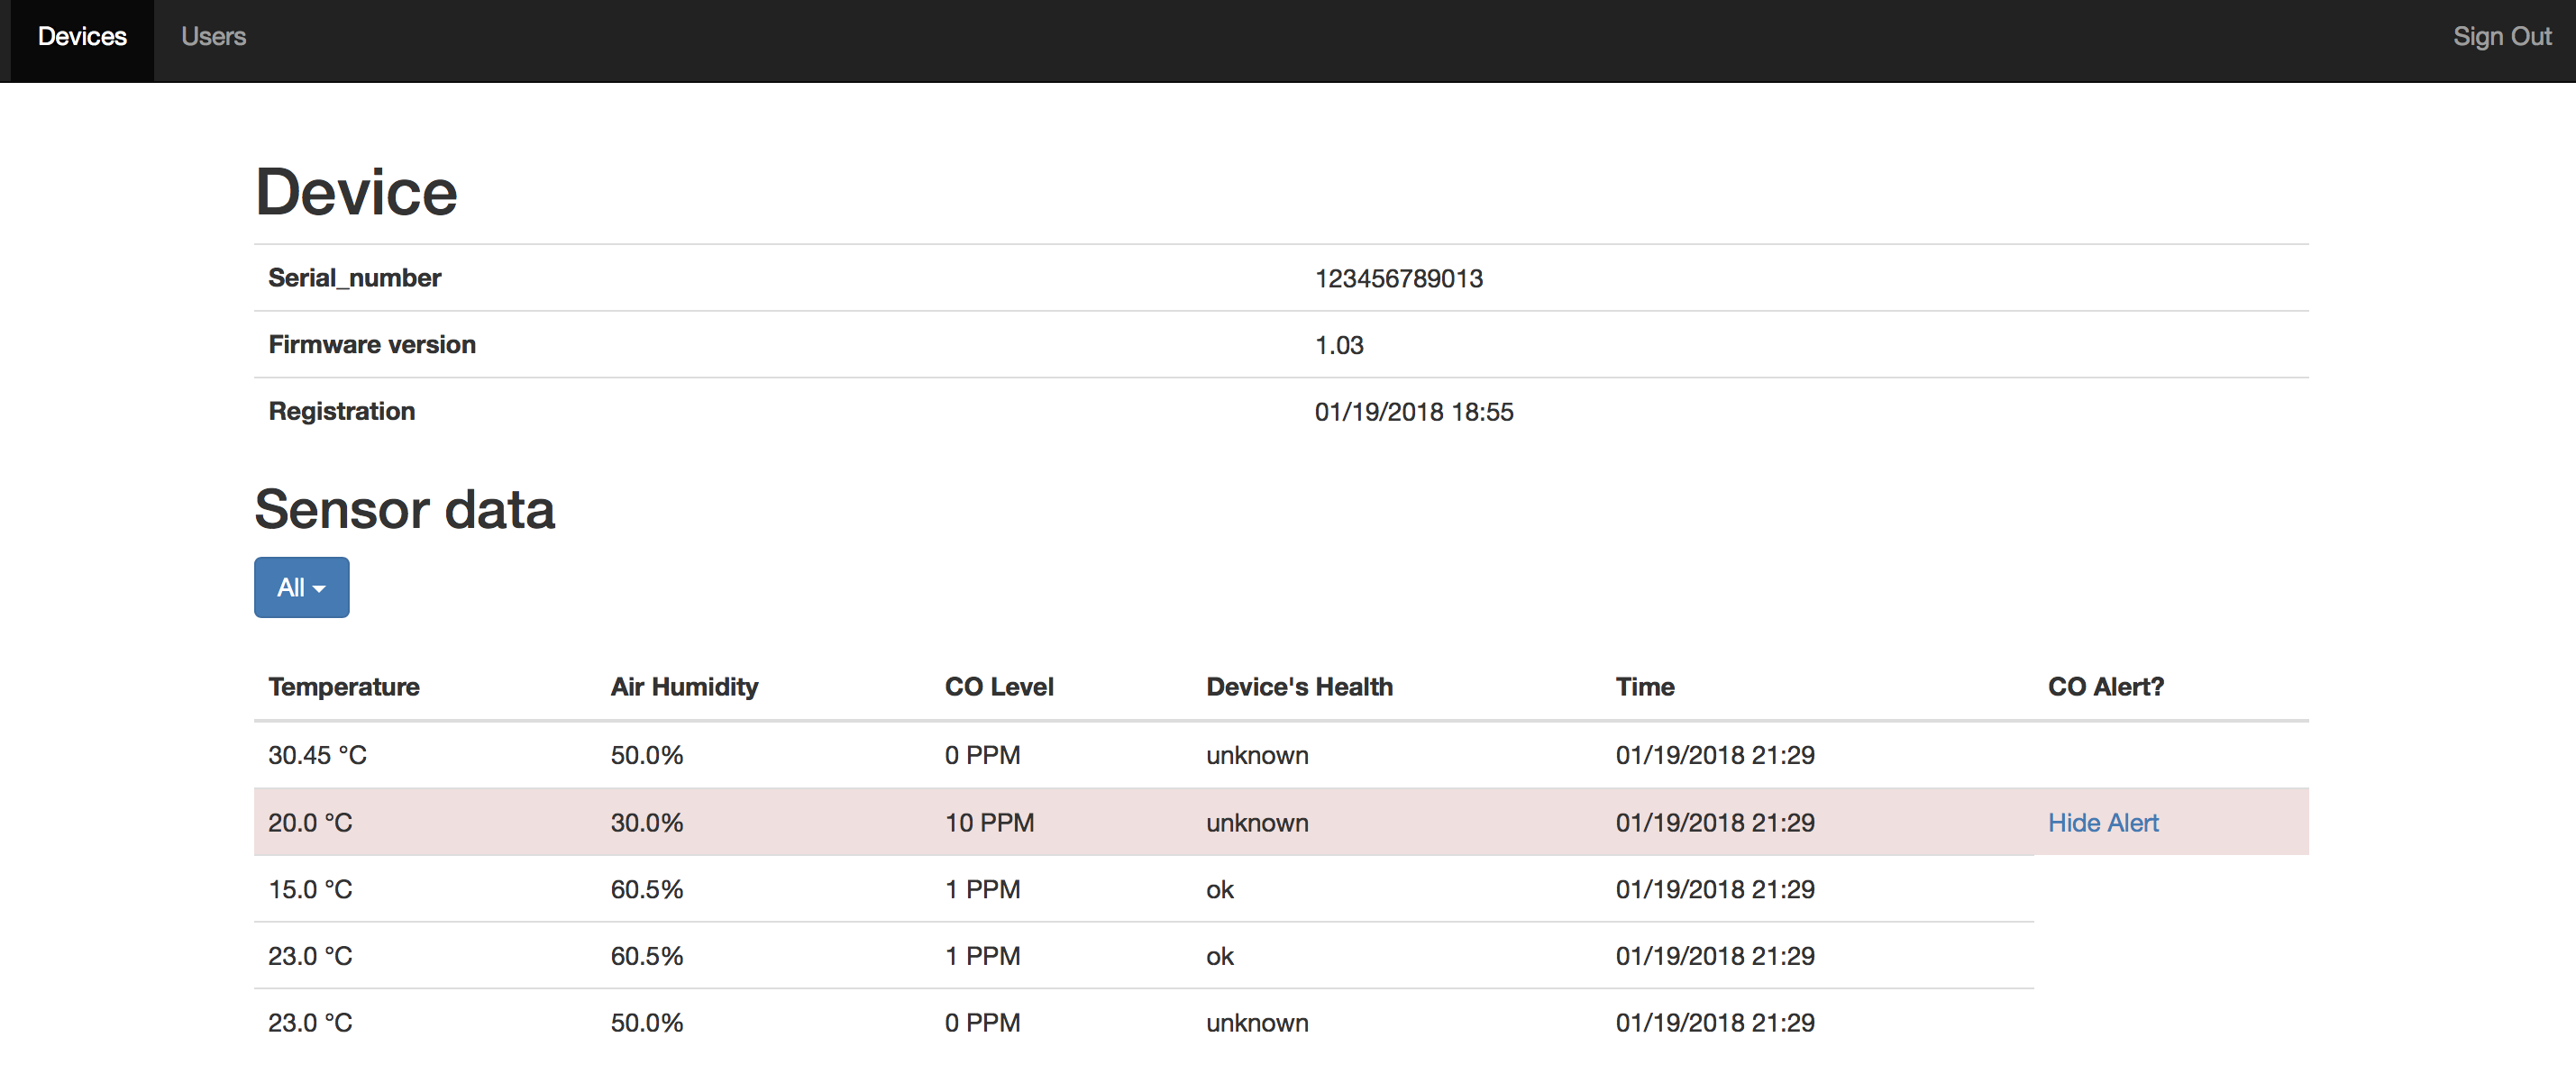 Devices Users Sign Out
Device
Serial_number 123456789013
Firmware version 1.03
Registration 01/19/2018 18:55
Sensor data
All
Temperature Air Humidity CO Level Device's Health Time CO Alert?
30.45 °C 50.0% 0 PPM unknown 01/19/2018 21:29
20.0 °C 30.0% 10 PPM unknown 01/19/2018 21:29 Hide Alert
15.0 °C 60.5% 1 PPM ok 01/19/2018 21:29
23.0 °C 60.5% 1 PPM ok 01/19/2018 21:29
23.0 °C 50.0% 0 PPM unknown 01/19/2018 21:29